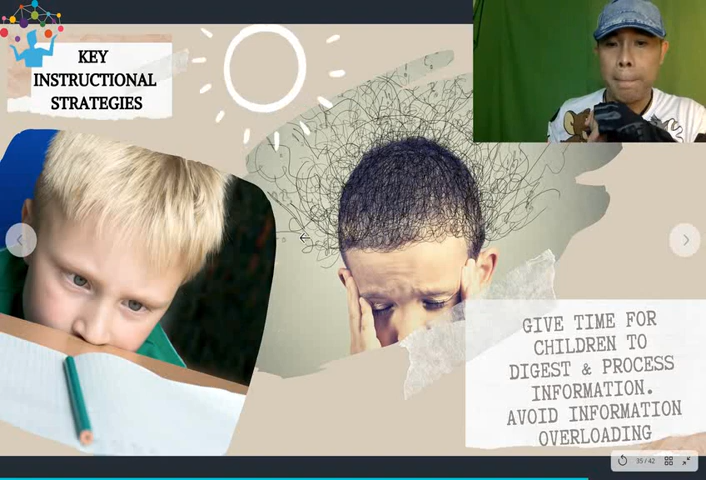 KEY
INSTRUCTIONAL
STRATEGIES
GIVE TIME FOR
CHILDREN TO
DIGEST & PROCESS
INFORMATION.
AVOID INFORMATION
OVERLOADING
35 / 42